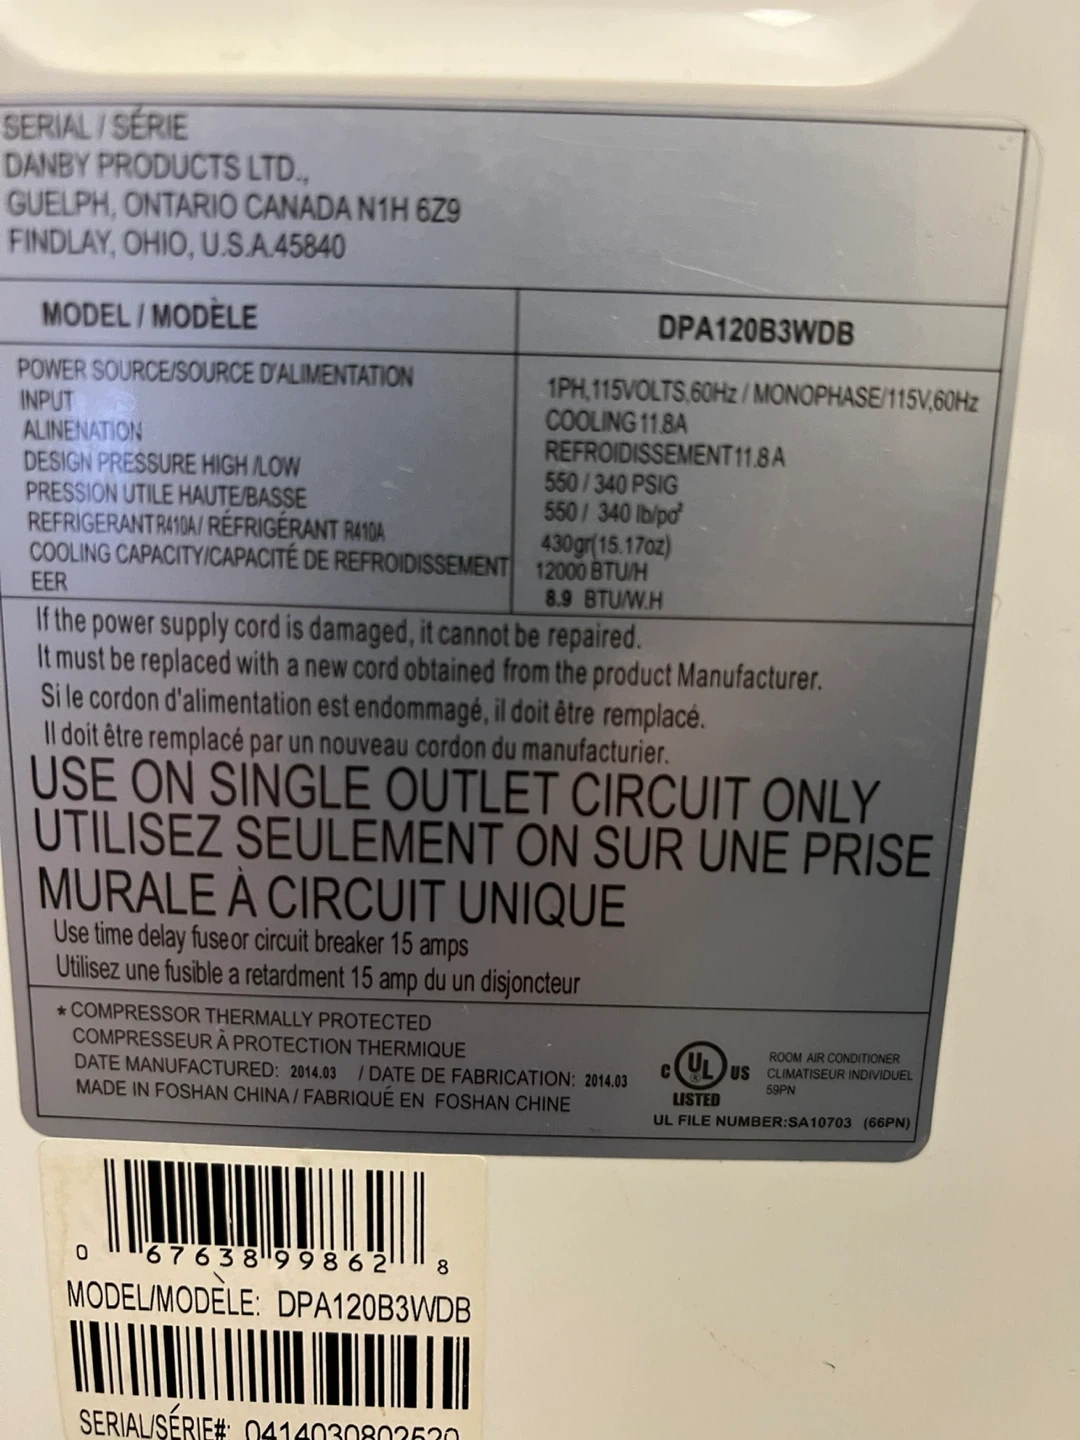 SERIAL / SÉRIE
DANBY PRODUCTS LTD.,
GUELPH, ONTARIO CANADA N1H 6Z9
FINDLAY, OHIO, U.S.A.45840
MODEL / MODÈLE DPA120B3WDB
POWER SOURCE/SOURCE D'ALIMENTATION 1PH,115VOLTS,60Hz / MONOPHASE/115V,60Hz
INPUT COOLING 11.8A
ALINENATION REFROIDISSEMENT 11.8 A
DESIGN PRESSURE HIGH /LOW 550 / 340 PSIG
PRESSION UTILE HAUTE/BASSE 550 / 340 lb/po²
REFRIGERANT R410A/ RÉFRIGÉRANT R410A 430gr(15.17oz)
COOLING CAPACITY/CAPACITÉ DE REFROIDISSEMENT 12000 BTU/H
EER 8.9 BTU/W.H
If the power supply cord is damaged, it cannot be repaired.
It must be replaced with a new cord obtained from the product Manufacturer.
Si le cordon d'alimentation est endommagé, il doit être remplacé.
Il doit être remplacé par un nouveau cordon du manufacturier.
USE ON SINGLE OUTLET CIRCUIT ONLY
UTILISEZ SEULEMENT ON SUR UNE PRISE
MURALE À CIRCUIT UNIQUE
Use time delay fuse or circuit breaker 15 amps
Utilisez une fusible a retardment 15 amp du un disjoncteur
* COMPRESSOR THERMALLY PROTECTED
COMPRESSEUR À PROTECTION THERMIQUE
DATE MANUFACTURED: 2014.03 / DATE DE FABRICATION: 2014.03
MADE IN FOSHAN CHINA / FABRIQUÉ EN FOSHAN CHINE
C UL US
LISTED
ROOM AIR CONDITIONER
CLIMATISEUR INDIVIDUEL
59PN
UL FILE NUMBER:SA10703 (66PN)
0 67638 99862 8
MODEL/MODÈLE: DPA120B3WDB
SERIAL/SÉRIE#: 0414030802520